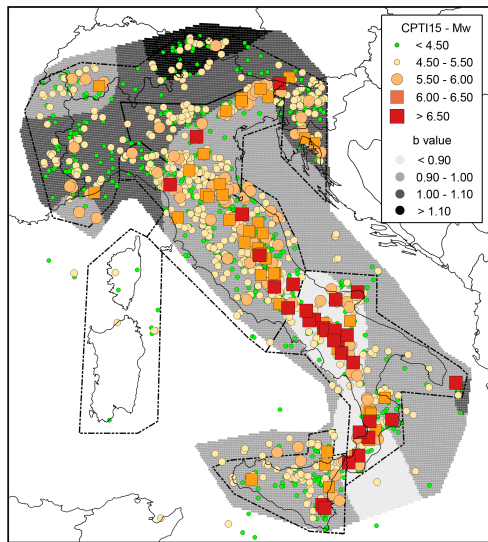 CPTI15 - Mw
< 4.50
4.50 - 5.50
5.50 - 6.00
6.00 - 6.50
> 6.50
b value
< 0.90
0.90 - 1.00
1.00 - 1.10
> 1.10